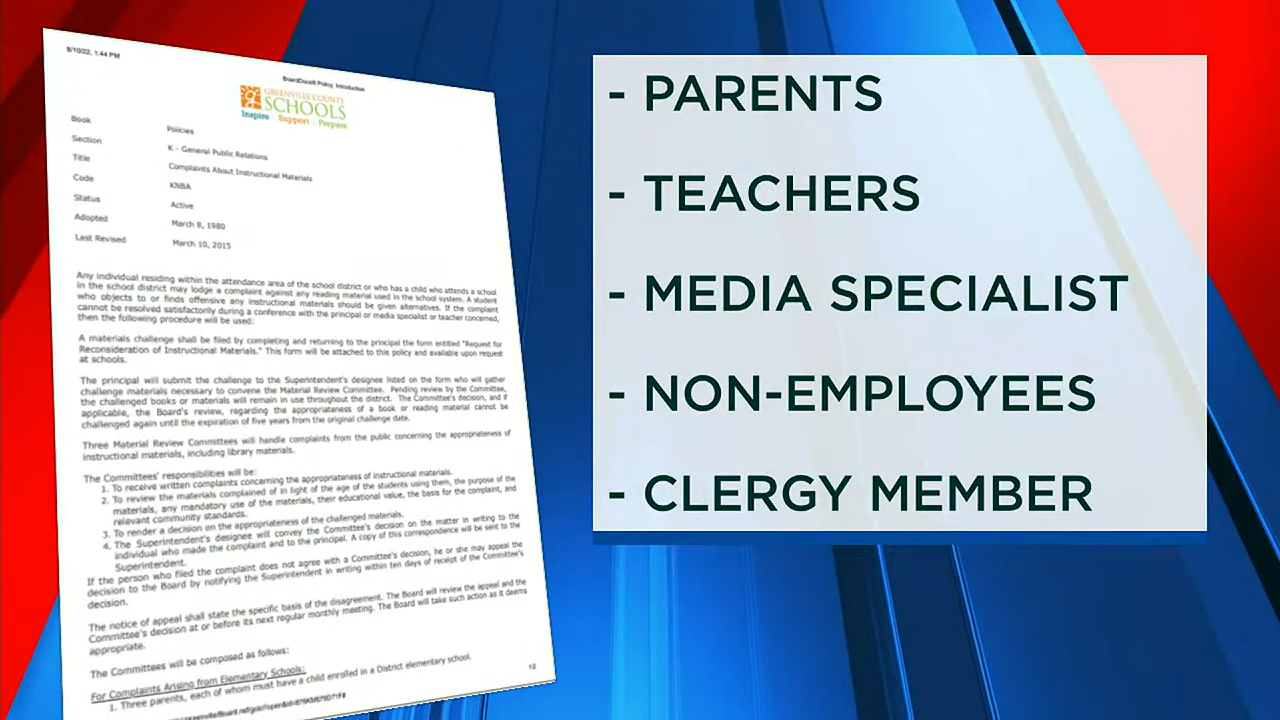 8/10/22, 1:44 PM
BoardDocs® Policy: Introduction
GREENVILLE COUNTY
SCHOOLS
Inspire | Support | Prepare
Book Policies
Section K - General Public Relations
Title Complaints About Instructional Materials
Code KNBA
Status Active
Adopted March 8, 1980
Last Revised March 10, 2015
Any individual residing within the attendance area of the school district or who has a child who attends a school
in the school district may lodge a complaint against any reading material used in the school system. A student
who objects to or finds offensive any instructional materials should be given alternatives. If the complaint
cannot be resolved satisfactorily during a conference with the principal or media specialist or teacher concerned,
then the following procedure will be used:
A materials challenge shall be filed by completing and returning to the principal the form entitled "Request for
Reconsideration of Instructional Materials." This form will be attached to this policy and available upon request
at schools.
The principal will submit the challenge to the Superintendent's designee listed on the form who will gather
challenge materials necessary to convene the Material Review Committee. Pending review by the Committee,
the challenged books or materials will remain in use throughout the district. The Committee's decision, and if
applicable, the Board's review, regarding the appropriateness of a book or reading material cannot be
challenged again until the expiration of five years from the original challenge date.
Three Material Review Committees will handle complaints from the public concerning the appropriateness of
instructional materials, including library materials.
The Committees' responsibilities will be:
1. To receive written complaints concerning the appropriateness of instructional materials.
2. To review the materials complained of in light of the age of the students using them, the purpose of the
materials, any mandatory use of the materials, their educational value, the basis for the complaint, and
relevant community standards.
3. To render a decision on the appropriateness of the challenged materials.
4. The Superintendent's designee will convey the Committee's decision on the matter in writing to the
individual who made the complaint and to the principal. A copy of this correspondence will be sent to the
Superintendent.
If the person who filed the complaint does not agree with a Committee's decision, he or she may appeal the
decision to the Board by notifying the Superintendent in writing within ten days of receipt of the Committee's
decision.
The notice of appeal shall state the specific basis of the disagreement. The Board will review the appeal and the
Committee's decision at or before its next regular monthly meeting. The Board will take such action as it deems
appropriate.
The Committees will be composed as follows:
For Complaints Arising from Elementary Schools:
1. Three parents, each of whom must have a child enrolled in a District elementary school.
1/2
- PARENTS
- TEACHERS
- MEDIA SPECIALIST
- NON-EMPLOYEES
- CLERGY MEMBER